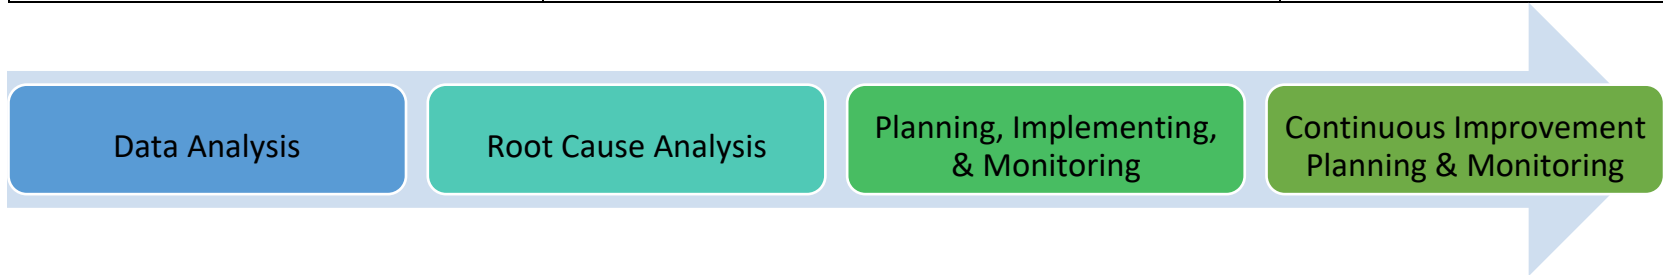 Data Analysis
Root Cause Analysis
Planning, Implementing,
& Monitoring
Continuous Improvement
Planning & Monitoring